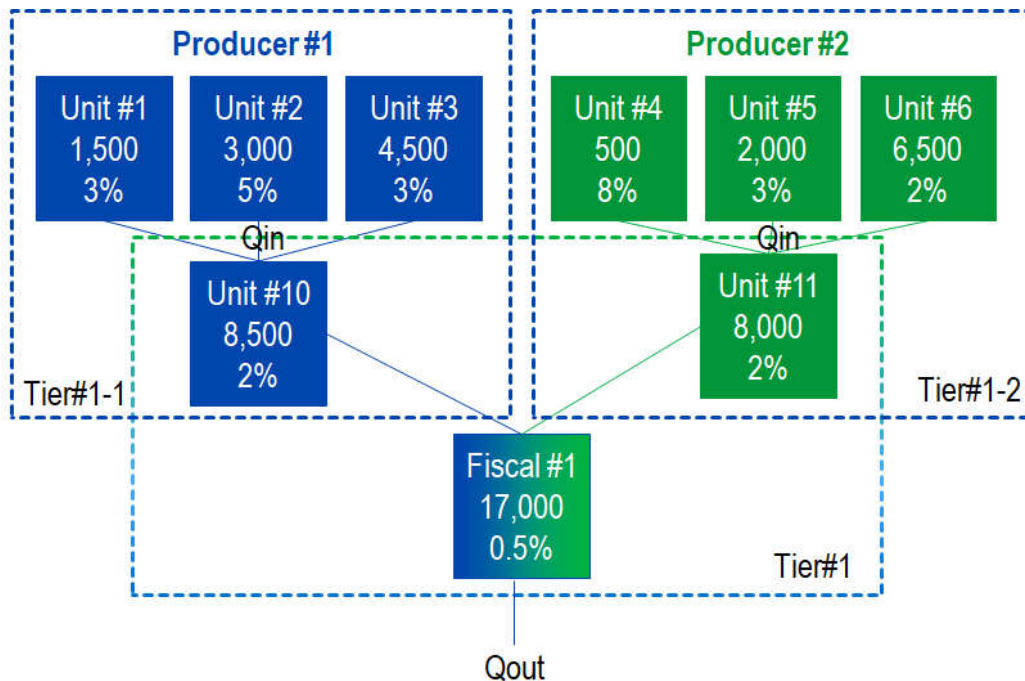 Producer #1
Unit #1
1,500
3%
Unit #2
3,000
5%
Unit #3
4,500
3%
Qin
Unit #10
8,500
2%
Tier#1-1
Producer #2
Unit #4
500
8%
Unit #5
2,000
3%
Unit #6
6,500
2%
Qin
Unit #11
8,000
2%
Tier#1-2
Fiscal #1
17,000
0.5%
Tier#1
Qout